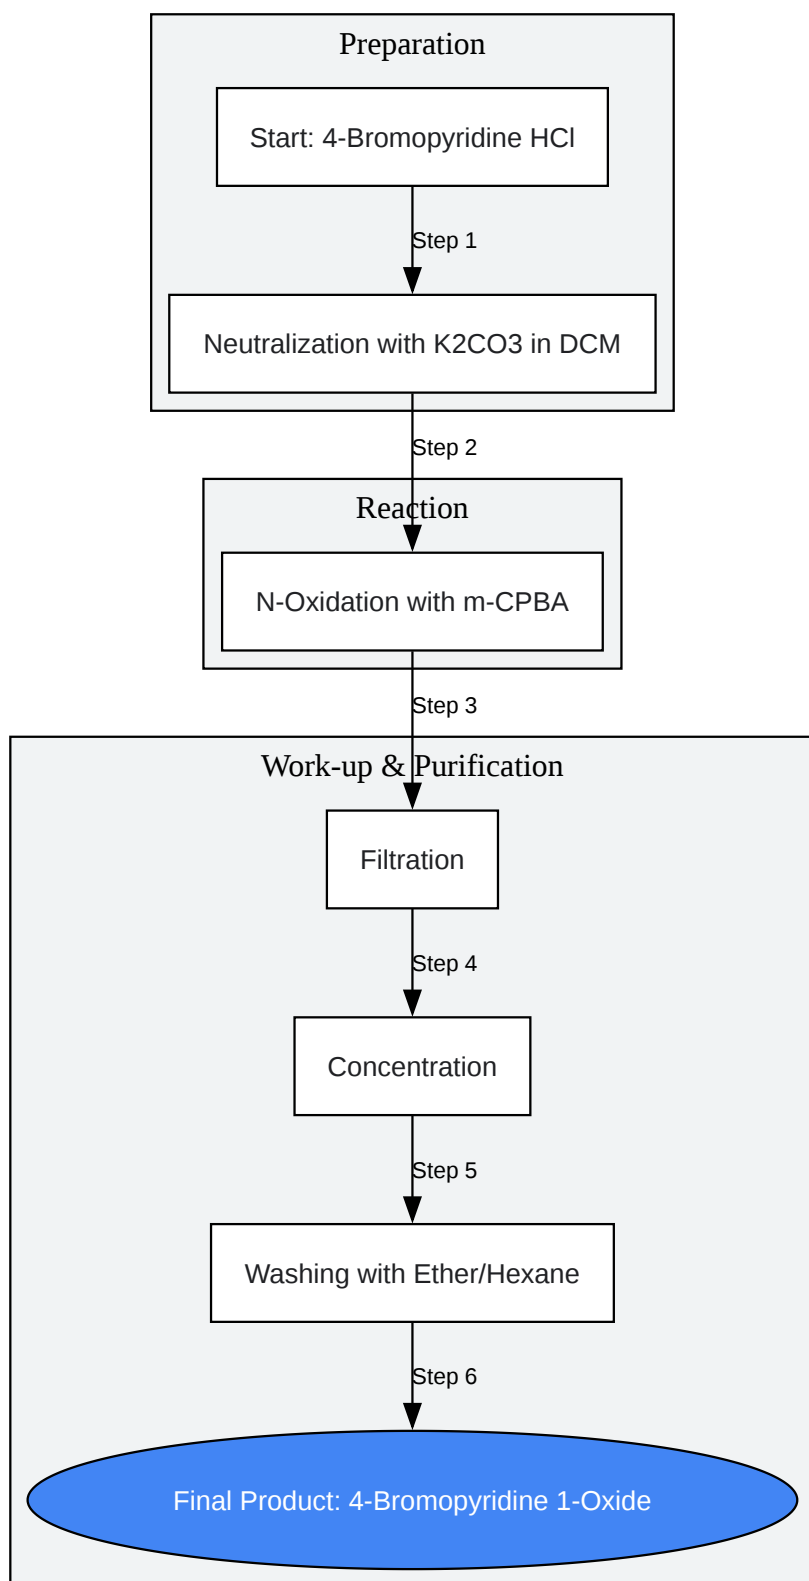 Preparation
Start: 4-Bromopyridine HCl
Step 1
Neutralization with K2CO3 in DCM
Step 2
Reaction
N-Oxidation with m-CPBA
Step 3
Work-up & Purification
Filtration
Step 4
Concentration
Step 5
Washing with Ether/Hexane
Step 6
Final Product: 4-Bromopyridine 1-Oxide